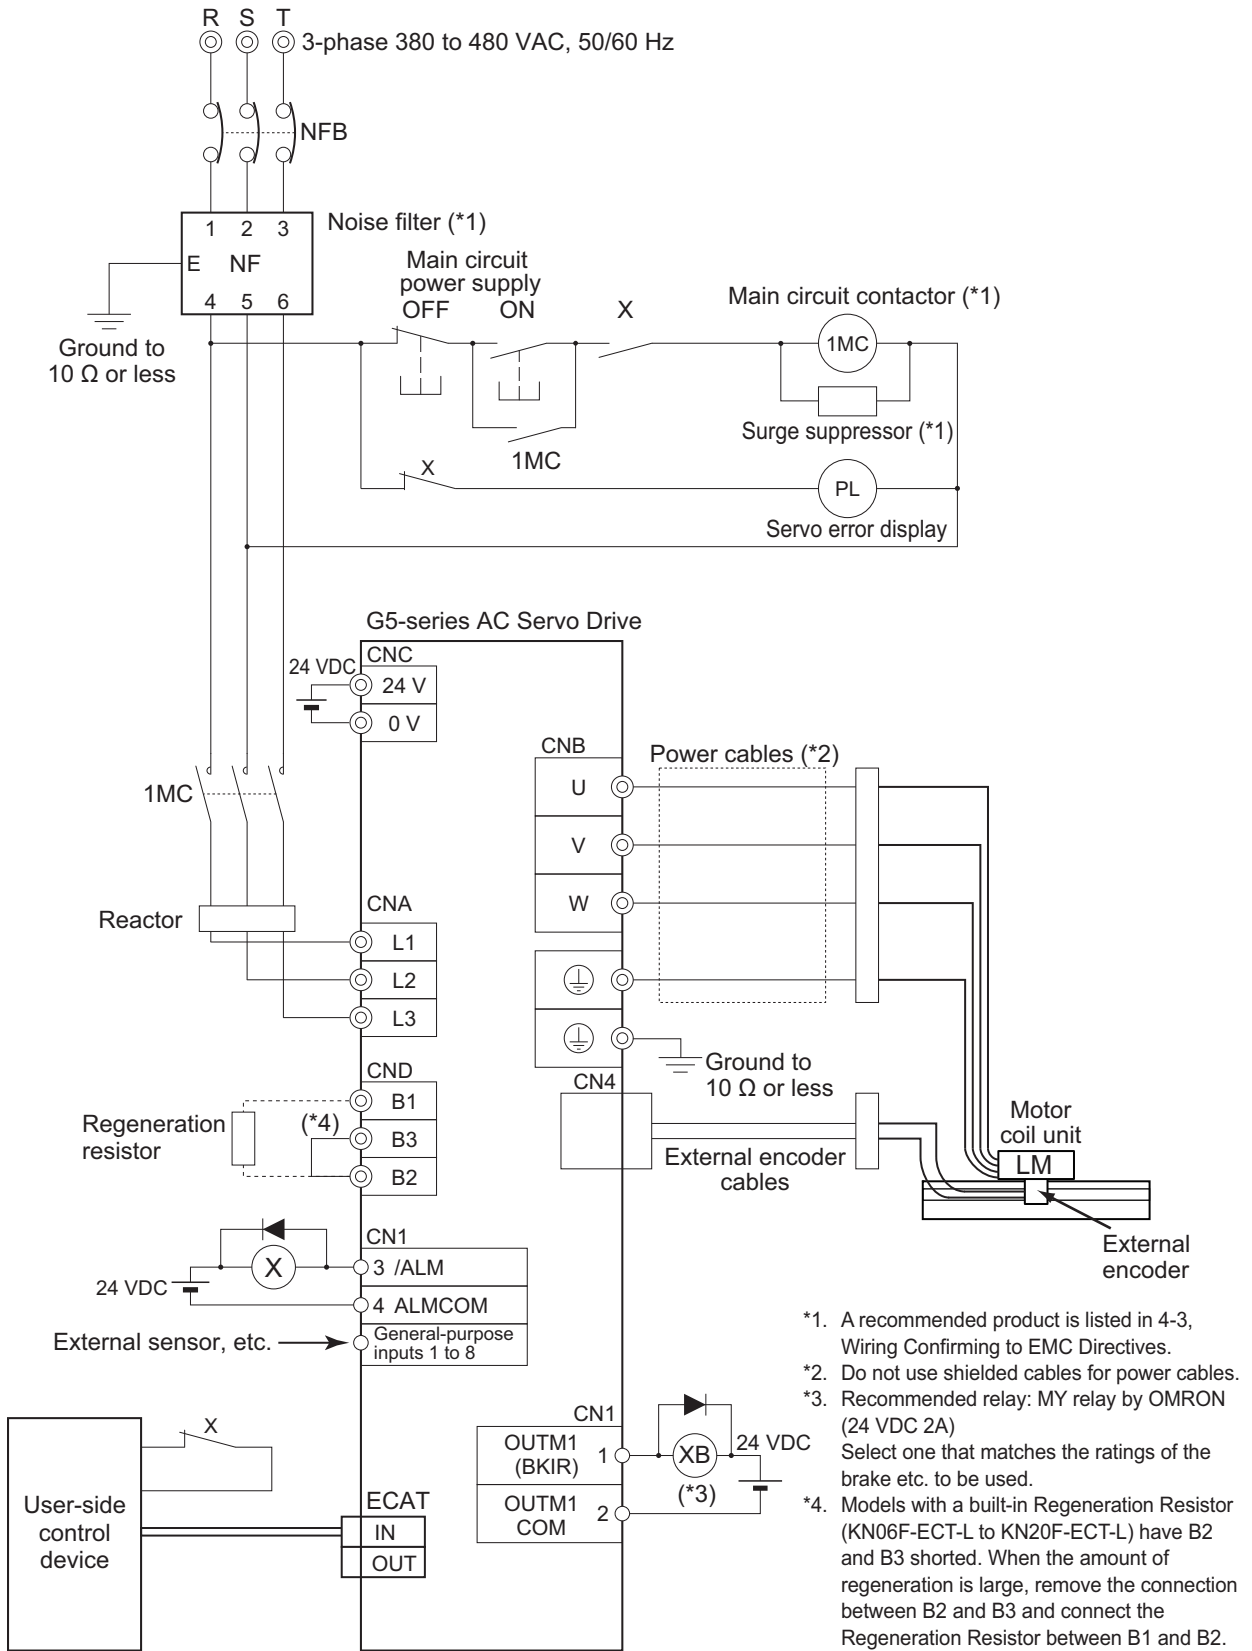 R S T
3-phase 380 to 480 VAC, 50/60 Hz
NFB
1 2 3
Noise filter (*1)
E NF
4 5 6
Ground to
10 Ω or less
Main circuit
power supply
OFF ON X
Main circuit contactor (*1)
1MC
Surge suppressor (*1)
1MC
X
PL
Servo error display
G5-series AC Servo Drive
CNC
24 VDC
24 V
0 V
CNB
Power cables (*2)
U
V
W
1MC
Reactor
CNA
L1
L2
L3
Ground to
10 Ω or less
CND
B1
B3
B2
Regeneration
resistor
(*4)
CN4
External encoder
cables
Motor
coil unit
LM
External
encoder
CN1
X
24 VDC
3 /ALM
4 ALMCOM
External sensor, etc.
General-purpose
inputs 1 to 8
X
User-side
control
device
ECAT
IN
OUT
CN1
OUTM1
(BKIR)
1
OUTM1
COM
2
XB
(*3)
24 VDC
*1. A recommended product is listed in 4-3,
Wiring Confirming to EMC Directives.
*2. Do not use shielded cables for power cables.
*3. Recommended relay: MY relay by OMRON
(24 VDC 2A)
Select one that matches the ratings of the
brake etc. to be used.
*4. Models with a built-in Regeneration Resistor
(KN06F-ECT-L to KN20F-ECT-L) have B2
and B3 shorted. When the amount of
regeneration is large, remove the connection
between B2 and B3 and connect the
Regeneration Resistor between B1 and B2.